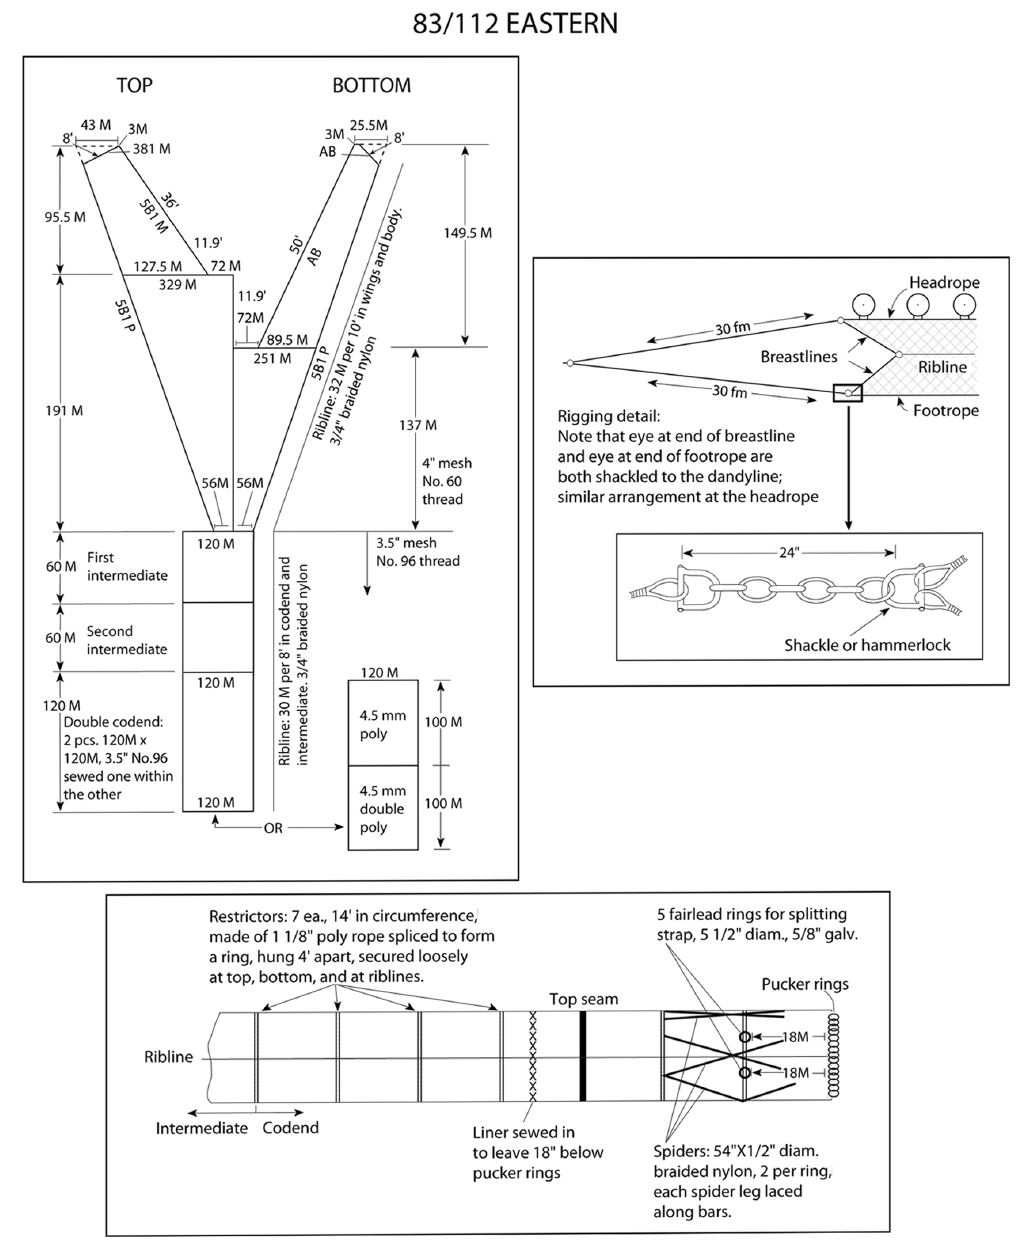 83/112 EASTERN
TOP
BOTTOM
43 M
3M
8'
381 M
36'
5B1 M
95.5 M
11.9'
127.5 M
72 M
329 M
5B1 P
191 M
56M
56M
25.5M
3M
8'
AB
50'
AB
149.5 M
11.9'
72M
89.5 M
251 M
5B1 P
Ribline: 32 M per 10' in wings and body.
3/4" braided nylon
137 M
4" mesh
No. 60
thread
120 M
3.5" mesh
No. 96 thread
60 M
First
intermediate
60 M
Second
intermediate
120 M
120 M
Double codend:
2 pcs. 120M x
120M, 3.5" No.96
sewed one within
the other
120 M
Ribline: 30 M per 8' in codend and
intermediate. 3/4" braided nylon
OR
120 M
4.5 mm
poly
100 M
4.5 mm
double
poly
100 M
Headrope
30 fm
Breastlines
Ribline
30 fm
Footrope
Rigging detail:
Note that eye at end of breastline
and eye at end of footrope are
both shackled to the dandyline;
similar arrangement at the headrope
24"
Shackle or hammerlock
Restrictors: 7 ea., 14' in circumference,
made of 1 1/8" poly rope spliced to form
a ring, hung 4' apart, secured loosely
at top, bottom, and at riblines.
5 fairlead rings for splitting
strap, 5 1/2" diam., 5/8" galv.
Top seam
Pucker rings
Ribline
18M
18M
Intermediate
Codend
Liner sewed in
to leave 18" below
pucker rings
Spiders: 54"X1/2" diam.
braided nylon, 2 per ring,
each spider leg laced
along bars.